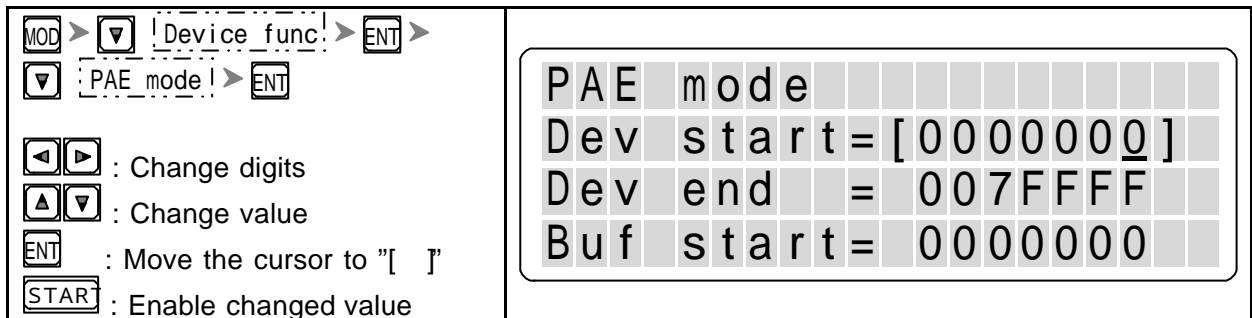 MOD > ▼ Device func > ENT >
▼ PAE mode > ENT
◄ ► : Change digits
▲ ▼ : Change value
ENT : Move the cursor to "[ ]"
START : Enable changed value
PAE mode
Dev start=[0000000]
Dev end = 007FFFF
Buf start= 0000000